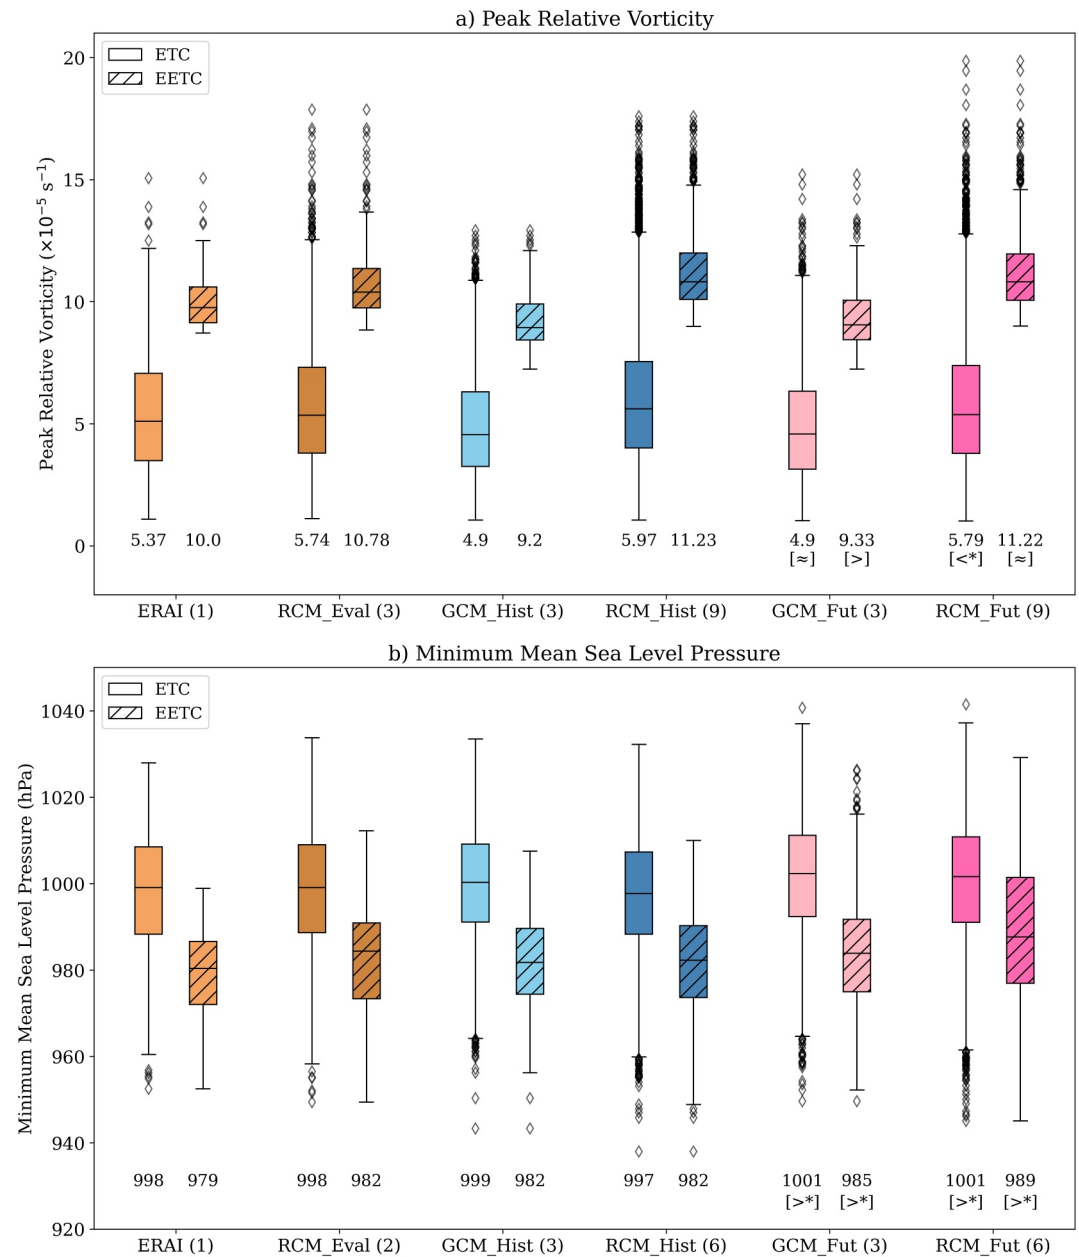 a) Peak Relative Vorticity
ETC
EETC
20
15
10
5
0
Peak Relative Vorticity (×10⁻⁵ s⁻¹)
5.37 10.0 5.74 10.78 4.9 9.2 5.97 11.23 4.9 9.33 5.79 11.22
[≈] [>] [<*] [≈]
ERAI (1) RCM_Eval (3) GCM_Hist (3) RCM_Hist (9) GCM_Fut (3) RCM_Fut (9)
b) Minimum Mean Sea Level Pressure
ETC
EETC
1040
1020
1000
980
960
940
920
Minimum Mean Sea Level Pressure (hPa)
998 979 998 982 999 982 997 982 1001 985 1001 989
[>*] [>*] [>*] [>*]
ERAI (1) RCM_Eval (2) GCM_Hist (3) RCM_Hist (6) GCM_Fut (3) RCM_Fut (6)